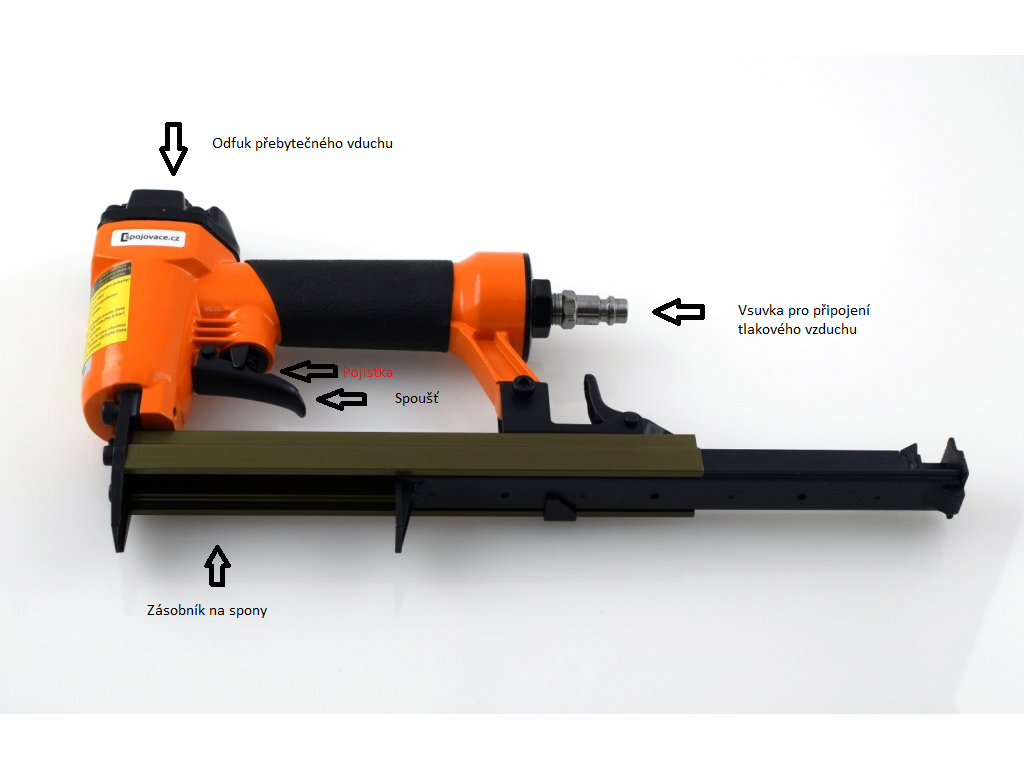 Odfuk přebytečného vduchu
spojovace.cz
Vsuvka pro připojení
tlakového vzduchu
Pojistka
Spoušť
Zásobník na spony